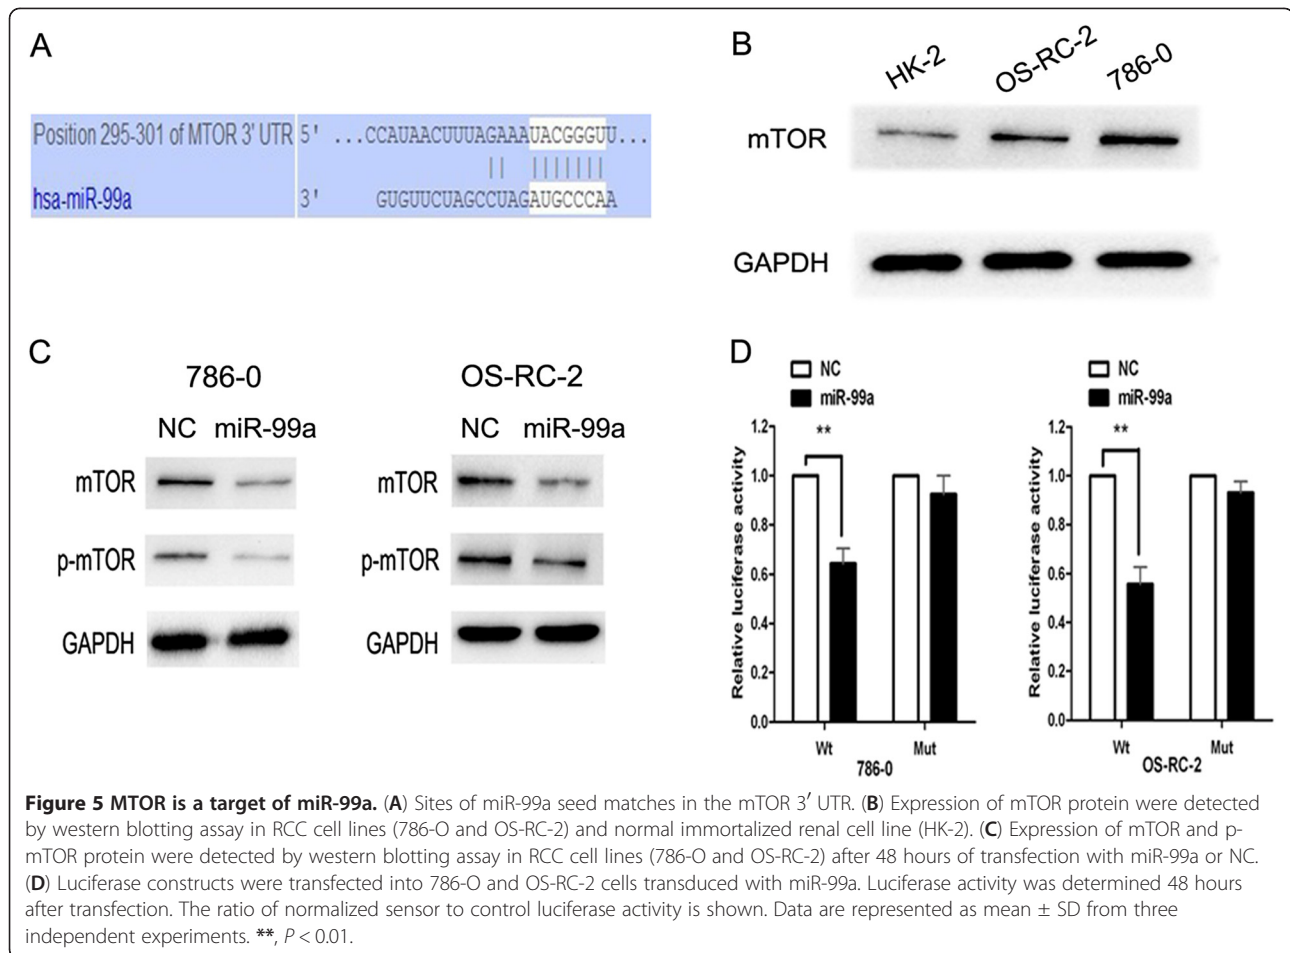 A
Position 295-301 of MTOR 3' UTR 5' ...CCAUAACUUUAGAAAUACGGGUU...
hsa-miR-99a 3' GUGUUCUAGCCUAGAUGCCCAA
B
HK-2 OS-RC-2 786-0
mTOR
GAPDH
C
786-0
NC miR-99a
mTOR
p-mTOR
GAPDH
OS-RC-2
NC miR-99a
mTOR
p-mTOR
GAPDH
D
NC
miR-99a
Relative luciferase activity
1.2
1.0
0.8
0.6
0.4
0.2
0.0
**
Wt Mut
786-0
NC
miR-99a
Relative luciferase activity
1.2
1.0
0.8
0.6
0.4
0.2
0.0
**
Wt Mut
OS-RC-2
Figure 5 MTOR is a target of miR-99a. (A) Sites of miR-99a seed matches in the mTOR 3′ UTR. (B) Expression of mTOR protein were detected
by western blotting assay in RCC cell lines (786-O and OS-RC-2) and normal immortalized renal cell line (HK-2). (C) Expression of mTOR and p-
mTOR protein were detected by western blotting assay in RCC cell lines (786-O and OS-RC-2) after 48 hours of transfection with miR-99a or NC.
(D) Luciferase constructs were transfected into 786-O and OS-RC-2 cells transduced with miR-99a. Luciferase activity was determined 48 hours
after transfection. The ratio of normalized sensor to control luciferase activity is shown. Data are represented as mean ± SD from three
independent experiments. **, P < 0.01.